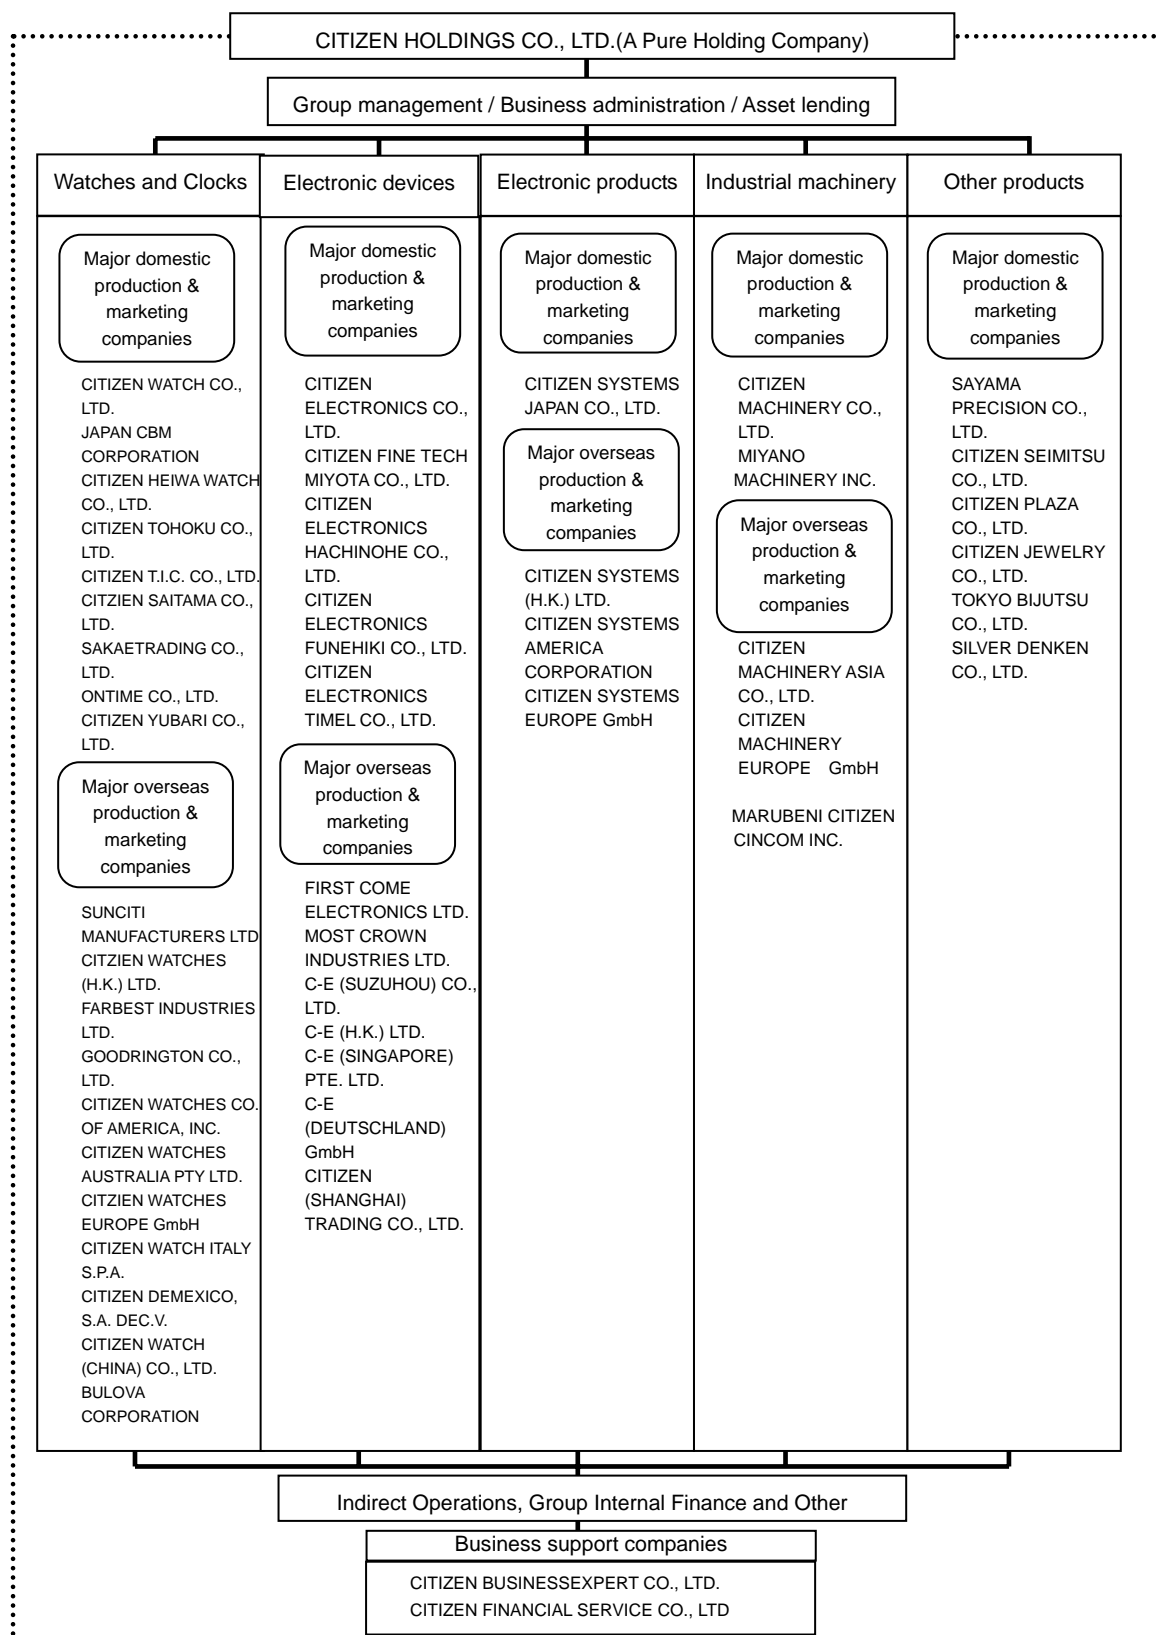 CITIZEN HOLDINGS CO., LTD.(A Pure Holding Company)
Group management / Business administration / Asset lending
Watches and Clocks
Major domestic
production &
marketing
companies
CITIZEN WATCH CO.,
LTD.
JAPAN CBM
CORPORATION
CITIZEN HEIWA WATCH
CO., LTD.
CITIZEN TOHOKU CO.,
LTD.
CITIZEN T.I.C. CO., LTD.
CITZIEN SAITAMA CO.,
LTD.
SAKAETRADING CO.,
LTD.
ONTIME CO., LTD.
CITIZEN YUBARI CO.,
LTD.
Major overseas
production &
marketing
companies
SUNCITI
MANUFACTURERS LTD
CITZIEN WATCHES
(H.K.) LTD.
FARBEST INDUSTRIES
LTD.
GOODRINGTON CO.,
LTD.
CITIZEN WATCHES CO.
OF AMERICA, INC.
CITIZEN WATCHES
AUSTRALIA PTY LTD.
CITZIEN WATCHES
EUROPE GmbH
CITIZEN WATCH ITALY
S.P.A.
CITIZEN DEMEXICO,
S.A. DEC.V.
CITIZEN WATCH
(CHINA) CO., LTD.
BULOVA
CORPORATION
Electronic devices
Major domestic
production &
marketing
companies
CITIZEN
ELECTRONICS CO.,
LTD.
CITIZEN FINE TECH
MIYOTA CO., LTD.
CITIZEN
ELECTRONICS
HACHINOHE CO.,
LTD.
CITIZEN
ELECTRONICS
FUNEHIKI CO., LTD.
CITIZEN
ELECTRONICS
TIMEL CO., LTD.
Major overseas
production &
marketing
companies
FIRST COME
ELECTRONICS LTD.
MOST CROWN
INDUSTRIES LTD.
C-E (SUZUHOU) CO.,
LTD.
C-E (H.K.) LTD.
C-E (SINGAPORE)
PTE. LTD.
C-E
(DEUTSCHLAND)
GmbH
CITIZEN
(SHANGHAI)
TRADING CO., LTD.
Electronic products
Major domestic
production &
marketing
companies
CITIZEN SYSTEMS
JAPAN CO., LTD.
Major overseas
production &
marketing
companies
CITIZEN SYSTEMS
(H.K.) LTD.
CITIZEN SYSTEMS
AMERICA
CORPORATION
CITIZEN SYSTEMS
EUROPE GmbH
Industrial machinery
Major domestic
production &
marketing
companies
CITIZEN
MACHINERY CO.,
LTD.
MIYANO
MACHINERY INC.
Major overseas
production &
marketing
companies
CITIZEN
MACHINERY ASIA
CO., LTD.
CITIZEN
MACHINERY
EUROPE GmbH
MARUBENI CITIZEN
CINCOM INC.
Other products
Major domestic
production &
marketing
companies
SAYAMA
PRECISION CO.,
LTD.
CITIZEN SEIMITSU
CO., LTD.
CITIZEN PLAZA
CO., LTD.
CITIZEN JEWELRY
CO., LTD.
TOKYO BIJUTSU
CO., LTD.
SILVER DENKEN
CO., LTD.
Indirect Operations, Group Internal Finance and Other
Business support companies
CITIZEN BUSINESSEXPERT CO., LTD.
CITIZEN FINANCIAL SERVICE CO., LTD